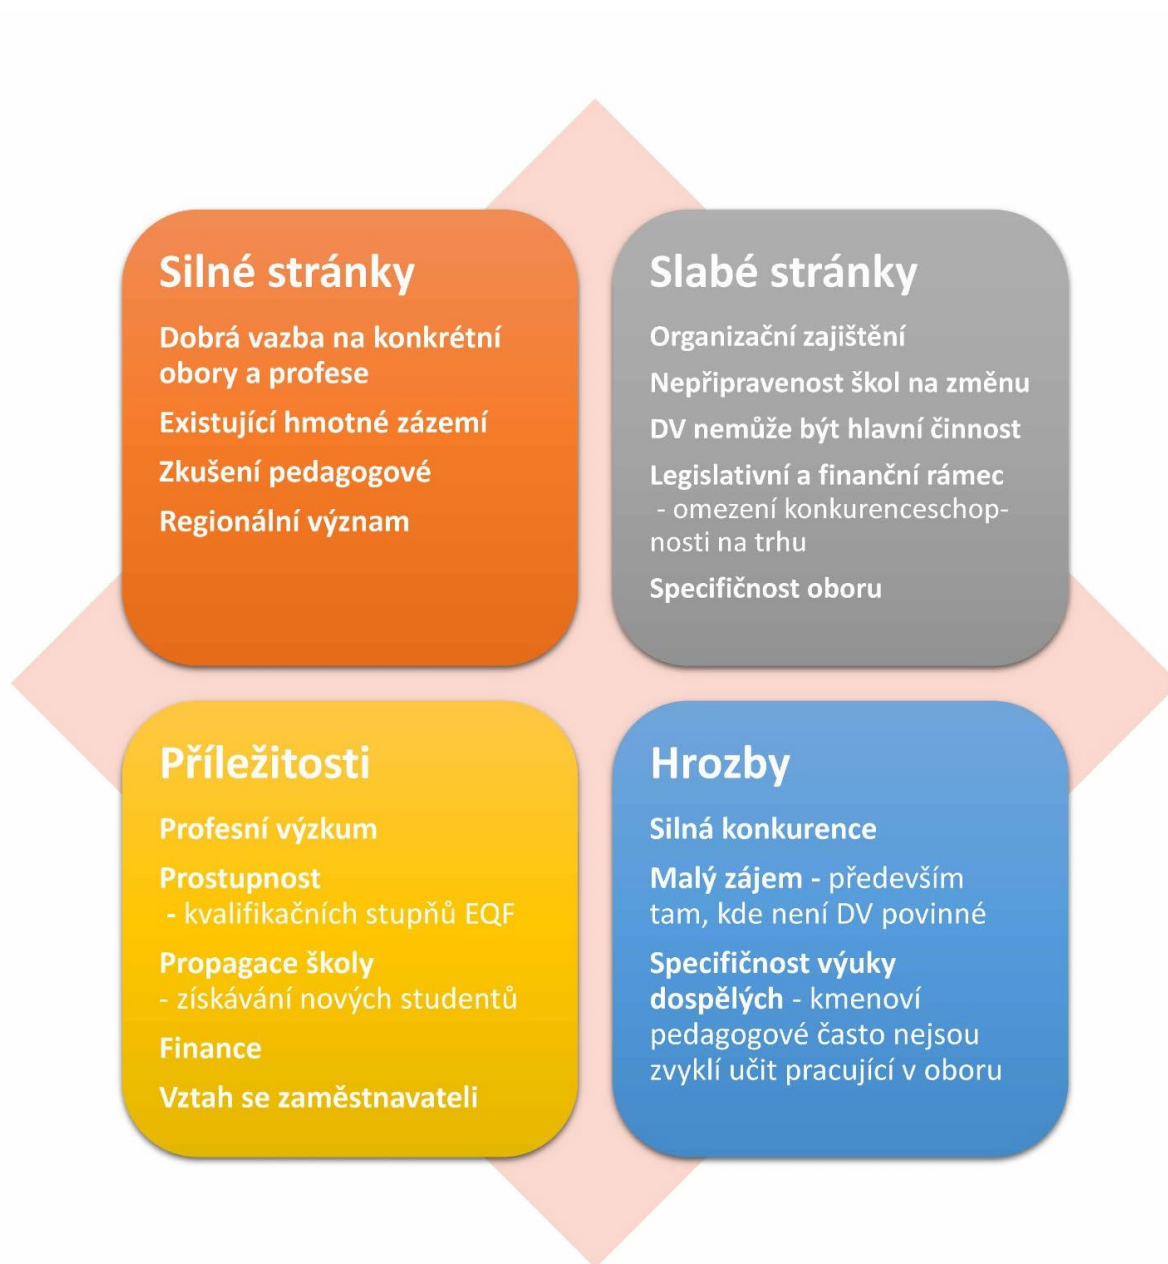 Silné stránky
Dobrá vazba na konkrétní
obory a profese
Existující hmotné zázemí
Zkušení pedagogové
Regionální význam
Slabé stránky
Organizační zajištění
Nepřipravenost škol na změnu
DV nemůže být hlavní činnost
Legislativní a finanční rámec
- omezení konkurenceschop-
nosti na trhu
Specifičnost oboru
Příležitosti
Profesní výzkum
Prostupnost
- kvalifikačních stupňů EQF
Propagace školy
- získávání nových studentů
Finance
Vztah se zaměstnavateli
Hrozby
Silná konkurence
Malý zájem - především
tam, kde není DV povinné
Specifičnost výuky
dospělých - kmenoví
pedagogové často nejsou
zvyklí učit pracující v oboru